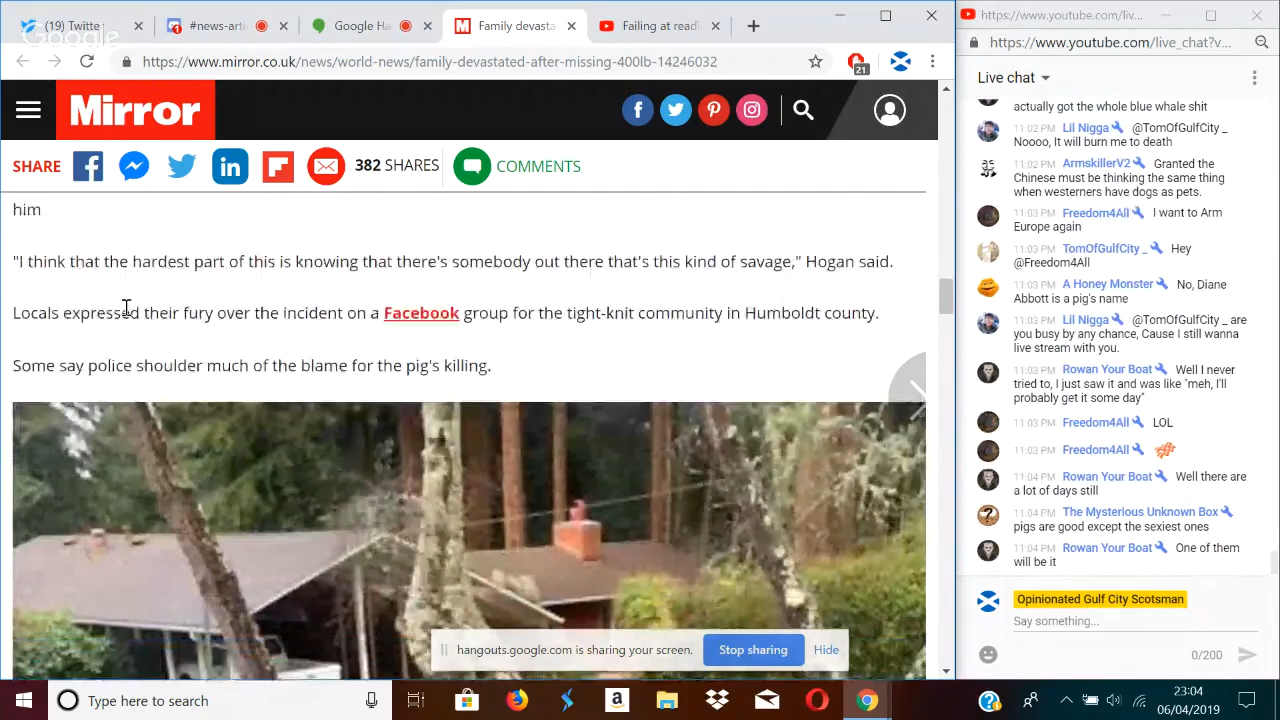 (19) Twitte
#news-arti
Google Ha
Family devasta
Failing at readi
Google
https://www.youtube.com/liv...
https://www.mirror.co.uk/news/world-news/family-devastated-after-missing-400lb-14246032
21
https://www.youtube.com/live_chat?v...
Mirror
SHARE
382 SHARES
COMMENTS
him
"I think that the hardest part of this is knowing that there's somebody out there that's this kind of savage," Hogan said.
Locals expressed their fury over the incident on a Facebook group for the tight-knit community in Humboldt county.
Some say police shoulder much of the blame for the pig's killing.
hangouts.google.com is sharing your screen.
Stop sharing
Hide
Live chat
actually got the whole blue whale shit
11:02 PM Lil Nigga @TomOfGulfCity _
Noooo, It will burn me to death
11:02 PM ArmskillerV2 Granted the
Chinese must be thinking the same thing
when westerners have dogs as pets.
11:03 PM Freedom4All I want to Arm
Europe again
11:03 PM TomOfGulfCity _ Hey
@Freedom4All
11:03 PM A Honey Monster No, Diane
Abbott is a pig's name
11:03 PM Lil Nigga @TomOfGulfCity _ are
you busy by any chance, Cause I still wanna
live stream with you.
11:03 PM Rowan Your Boat Well I never
tried to, I just saw it and was like "meh, I'll
probably get it some day"
11:03 PM Freedom4All LOL
11:03 PM Freedom4All
11:04 PM Rowan Your Boat Well there are
a lot of days still
11:04 PM The Mysterious Unknown Box
pigs are good except the sexiest ones
11:04 PM Rowan Your Boat One of them
will be it
Opinionated Gulf City Scotsman
Say something...
0/200
Type here to search
23:04
06/04/2019